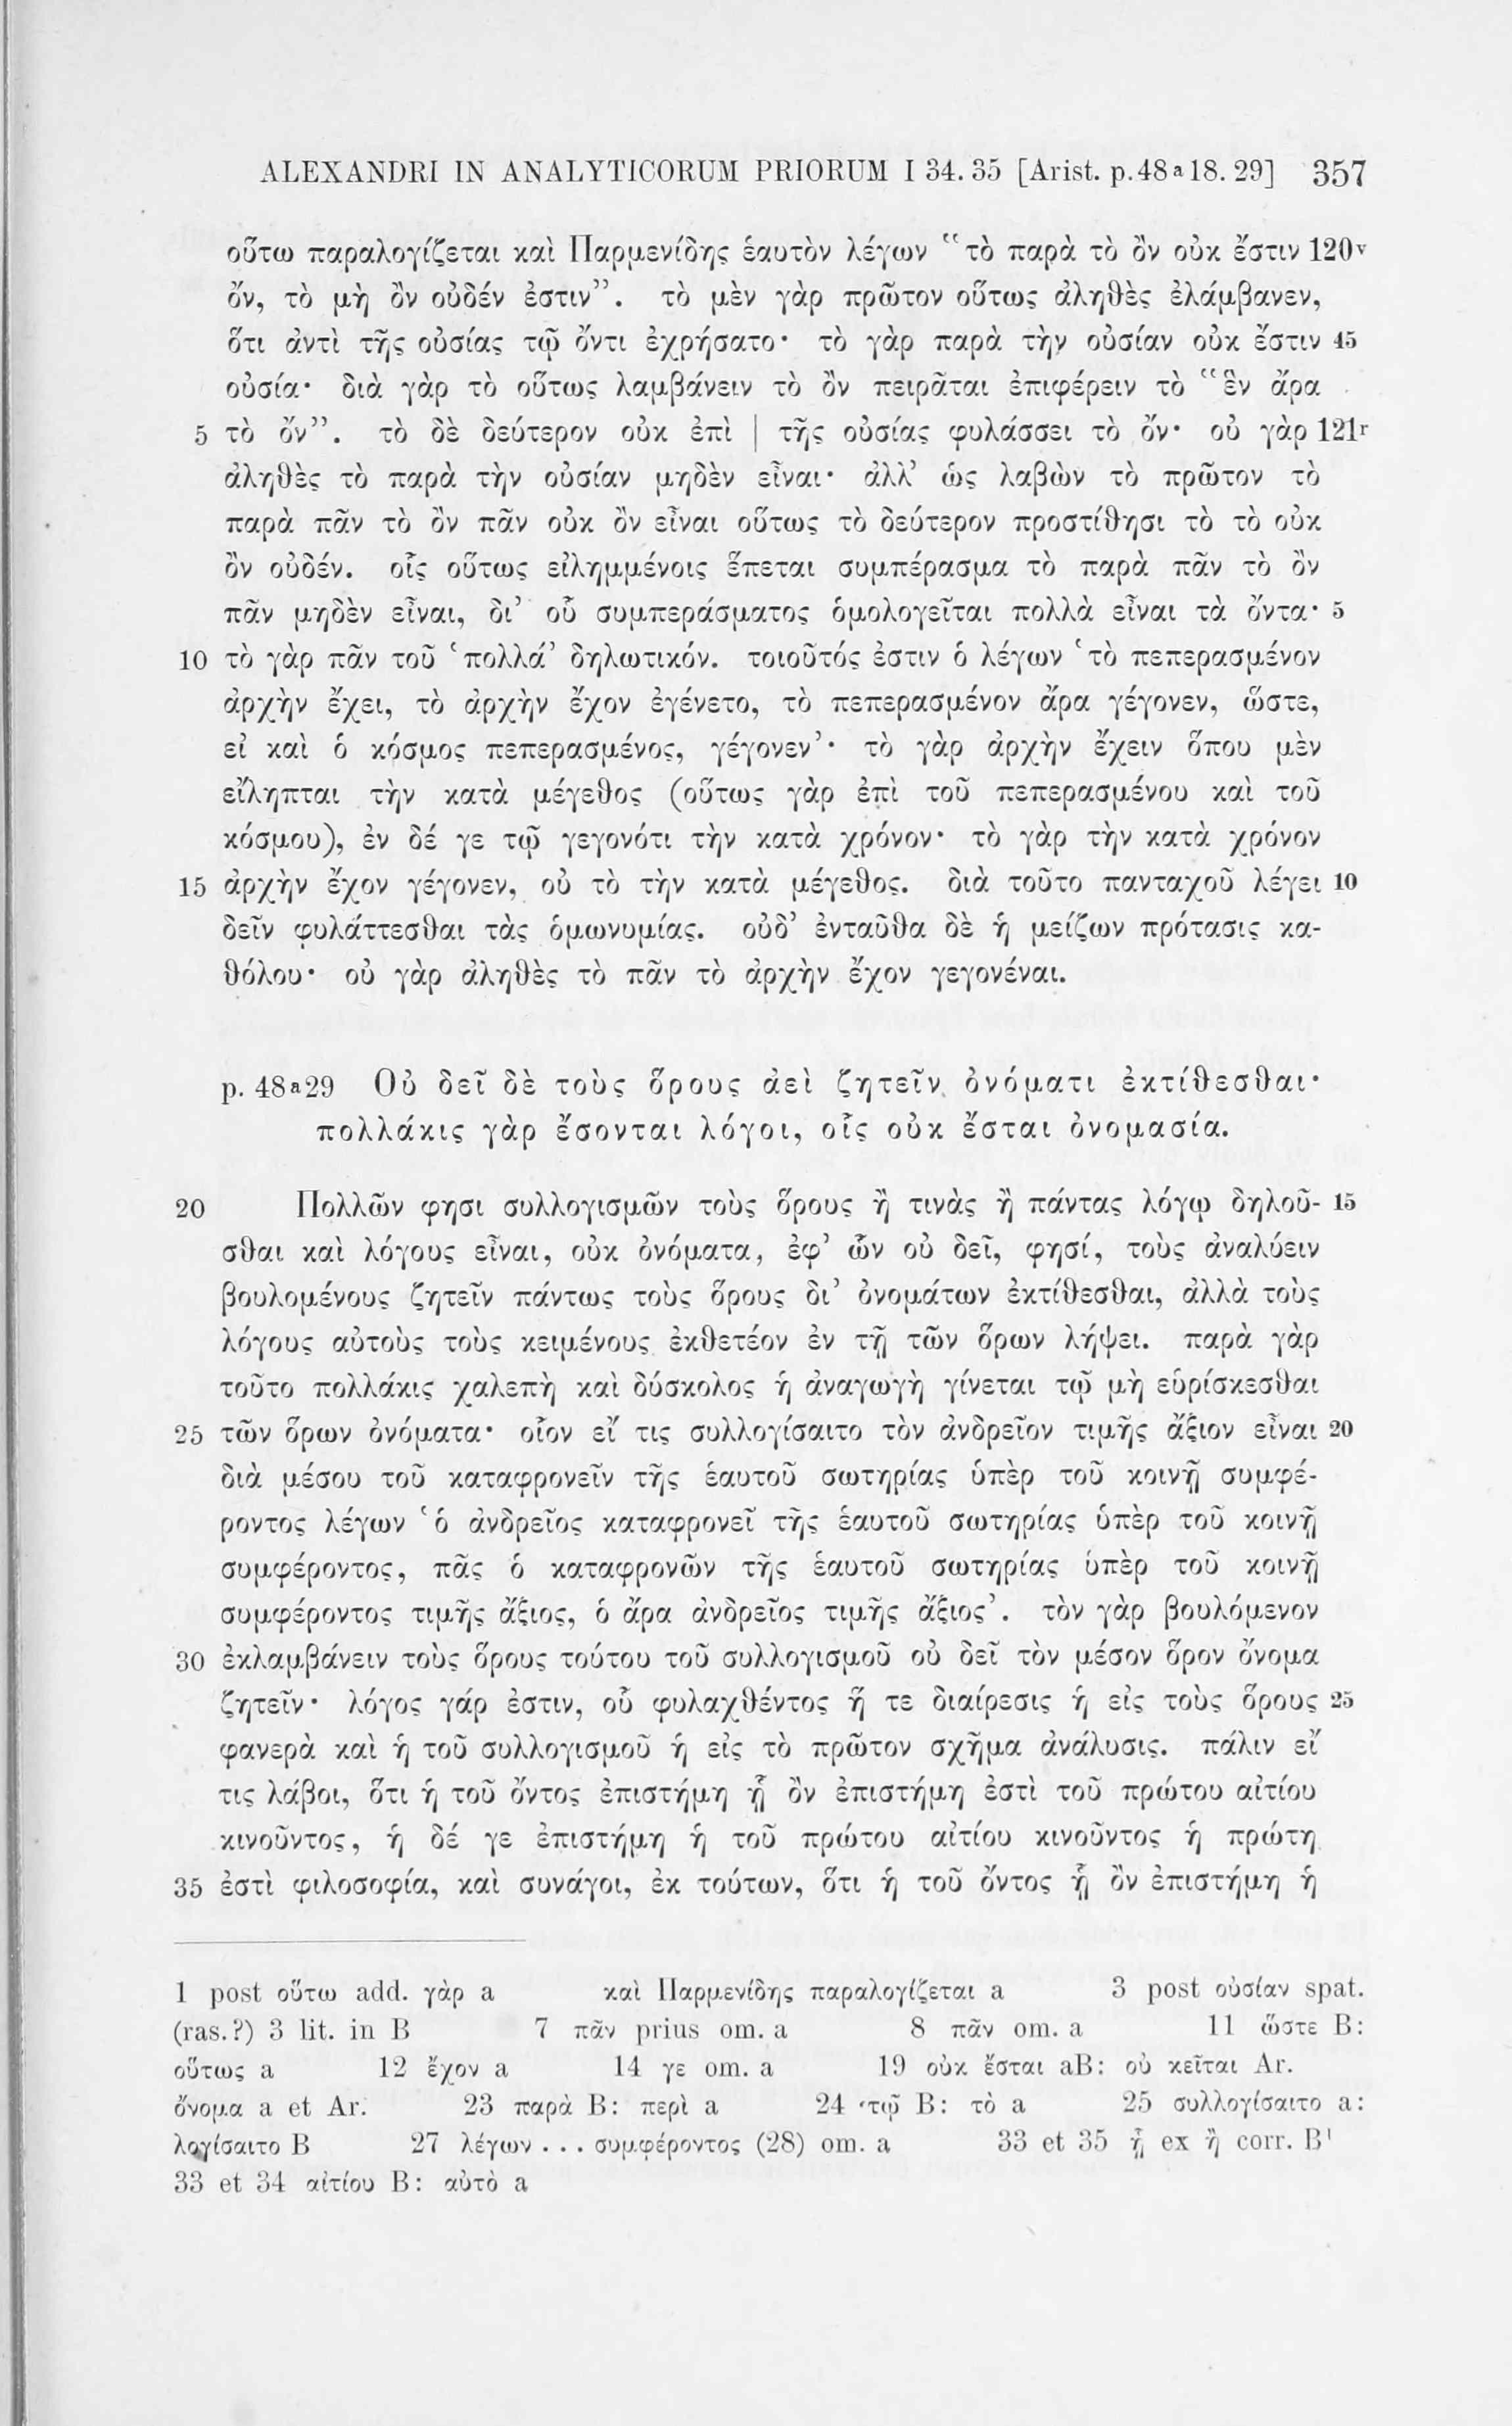 ALEXANDRI IN ANALYTICORUM PRIORUM I 34. 35 [Arist. p. 48ª18. 29] 357
οὕτω παραλογίζεται καὶ Παρμενίδης ἑαυτὸν λέγων “τὸ παρὰ τὸ ὂν οὐκ ἔστιν 120ᵛ
ὄν, τὸ μὴ ὂν οὐδέν ἐστιν”. τὸ μὲν γὰρ πρῶτον οὕτως ἀληθὲς ἐλάμβανεν,
ὅτι ἀντὶ τῆς οὐσίας τῷ ὄντι ἐχρήσατο· τὸ γὰρ παρὰ τὴν οὐσίαν οὐκ ἔστιν 45
οὐσία· διὰ γὰρ τὸ οὕτως λαμβάνειν τὸ ὂν πειρᾶται ἐπιφέρειν τὸ “ἓν ἄρα
5 τὸ ὄν”. τὸ δὲ δεύτερον οὐκ ἐπὶ | τῆς οὐσίας φυλάσσει τὸ ὄν· οὐ γὰρ 121ʳ
ἀληθὲς τὸ παρὰ τὴν οὐσίαν μηδὲν εἶναι· ἀλλ’ ὡς λαβὼν τὸ πρῶτον τὸ
παρὰ πᾶν τὸ ὂν πᾶν οὐκ ὂν εἶναι οὕτως τὸ δεύτερον προστίθησι τὸ τὸ οὐκ
ὂν οὐδέν. οἷς οὕτως εἰλημμένοις ἕπεται συμπέρασμα τὸ παρὰ πᾶν τὸ ὂν
πᾶν μηδὲν εἶναι, δι’ οὗ συμπεράσματος ὁμολογεῖται πολλὰ εἶναι τὰ ὄντα· 5
10 τὸ γὰρ πᾶν τοῦ ‘πολλά’ δηλωτικόν. τοιοῦτός ἐστιν ὁ λέγων ‘τὸ πεπερασμένον
ἀρχὴν ἔχει, τὸ ἀρχὴν ἔχον ἐγένετο, τὸ πεπερασμένον ἄρα γέγονεν, ὥστε,
εἰ καὶ ὁ κόσμος πεπερασμένος, γέγονεν’· τὸ γὰρ ἀρχὴν ἔχειν ὅπου μὲν
εἴληπται τὴν κατὰ μέγεθος (οὕτως γὰρ ἐπὶ τοῦ πεπερασμένου καὶ τοῦ
κόσμου), ἐν δέ γε τῷ γεγονότι τὴν κατὰ χρόνον· τὸ γὰρ τὴν κατὰ χρόνον
15 ἀρχὴν ἔχον γέγονεν, οὐ τὸ τὴν κατὰ μέγεθος. διὰ τοῦτο πανταχοῦ λέγει 10
δεῖν φυλάττεσθαι τὰς ὁμωνυμίας. οὐδ’ ἐνταῦθα δὲ ἡ μείζων πρότασις κα-
θόλου· οὐ γὰρ ἀληθὲς τὸ πᾶν τὸ ἀρχὴν ἔχον γεγονέναι.
p. 48ª29 Οὐ δεῖ δὲ τοὺς ὅρους ἀεὶ ζητεῖν ὀνόματι ἐκτίθεσθαι·
πολλάκις γὰρ ἔσονται λόγοι, οἷς οὐκ ἔσται ὀνομασία.
20 Πολλῶν φησι συλλογισμῶν τοὺς ὅρους ἢ τινὰς ἢ πάντας λόγῳ δηλοῦ- 15
σθαι καὶ λόγους εἶναι, οὐκ ὀνόματα, ἐφ’ ὧν οὐ δεῖ, φησί, τοὺς ἀναλύειν
βουλομένους ζητεῖν πάντως τοὺς ὅρους δι’ ὀνομάτων ἐκτίθεσθαι, ἀλλὰ τοὺς
λόγους αὐτοὺς τοὺς κειμένους ἐκθετέον ἐν τῇ τῶν ὅρων λήψει. παρὰ γὰρ
τοῦτο πολλάκις χαλεπὴ καὶ δύσκολος ἡ ἀναγωγὴ γίνεται τῷ μὴ εὑρίσκεσθαι
25 τῶν ὅρων ὀνόματα· οἷον εἴ τις συλλογίσαιτο τὸν ἀνδρεῖον τιμῆς ἄξιον εἶναι 20
διὰ μέσου τοῦ καταφρονεῖν τῆς ἑαυτοῦ σωτηρίας ὑπὲρ τοῦ κοινῇ συμφέ-
ροντος λέγων ‘ὁ ἀνδρεῖος καταφρονεῖ τῆς ἑαυτοῦ σωτηρίας ὑπὲρ τοῦ κοινῇ
συμφέροντος, πᾶς ὁ καταφρονῶν τῆς ἑαυτοῦ σωτηρίας ὑπὲρ τοῦ κοινῇ
συμφέροντος τιμῆς ἄξιος, ὁ ἄρα ἀνδρεῖος τιμῆς ἄξιος’. τὸν γὰρ βουλόμενον
30 ἐκλαμβάνειν τοὺς ὅρους τούτου τοῦ συλλογισμοῦ οὐ δεῖ τὸν μέσον ὅρον ὄνομα
ζητεῖν· λόγος γάρ ἐστιν, οὗ φυλαχθέντος ἥ τε διαίρεσις ἡ εἰς τοὺς ὅρους 25
φανερὰ καὶ ἡ τοῦ συλλογισμοῦ ἡ εἰς τὸ πρῶτον σχῆμα ἀνάλυσις. πάλιν εἴ
τις λάβοι, ὅτι ἡ τοῦ ὄντος ἐπιστήμη ᾗ ὂν ἐπιστήμη ἐστὶ τοῦ πρώτου αἰτίου
κινοῦντος, ἡ δέ γε ἐπιστήμη ἡ τοῦ πρώτου αἰτίου κινοῦντος ἡ πρώτη
35 ἐστὶ φιλοσοφία, καὶ συνάγοι, ἐκ τούτων, ὅτι ἡ τοῦ ὄντος ᾗ ὂν ἐπιστήμη ἡ
1 post οὕτω add. γὰρ a καὶ Παρμενίδης παραλογίζεται a 3 post οὐσίαν spat.
(ras.?) 3 lit. in B 7 πᾶν prius om. a 8 πᾶν om. a 11 ὥστε B:
οὕτως a 12 ἔχον a 14 γε om. a 19 οὐκ ἔσται aB: οὐ κεῖται Ar.
ὄνομα a et Ar. 23 παρὰ B: περὶ a 24 τῷ B: τὸ a 25 συλλογίσαιτο a:
λογίσαιτο B 27 λέγων . . . συμφέροντος (28) om. a 33 et 35 ᾗ ex ἢ corr. B¹
33 et 34 αἰτίου B: αὐτὸ a